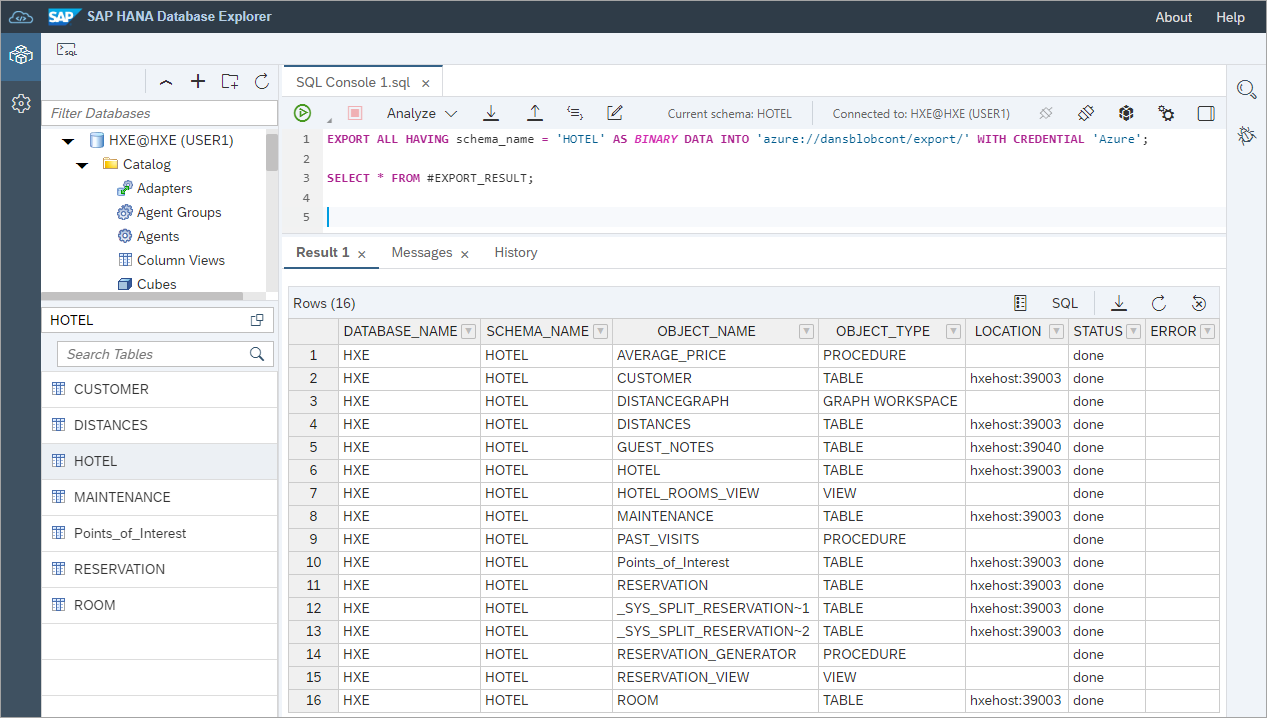 SAP SAP HANA Database Explorer About Help
SQL
SQL Console 1.sql
Filter Databases
HXE@HXE (USER1)
Catalog
Adapters
Agent Groups
Agents
Column Views
Cubes
HOTEL
Search Tables
CUSTOMER
DISTANCES
HOTEL
MAINTENANCE
Points_of_Interest
RESERVATION
ROOM
Analyze Current schema: HOTEL Connected to: HXE@HXE (USER1)
1 EXPORT ALL HAVING schema_name = 'HOTEL' AS BINARY DATA INTO 'azure://dansblobcont/export/' WITH CREDENTIAL 'Azure';
2
3 SELECT * FROM #EXPORT_RESULT;
4
5
Result 1 Messages History
Rows (16) SQL
DATABASE_NAME SCHEMA_NAME OBJECT_NAME OBJECT_TYPE LOCATION STATUS ERROR
1 HXE HOTEL AVERAGE_PRICE PROCEDURE done
2 HXE HOTEL CUSTOMER TABLE hxehost:39003 done
3 HXE HOTEL DISTANCEGRAPH GRAPH WORKSPACE done
4 HXE HOTEL DISTANCES TABLE hxehost:39003 done
5 HXE HOTEL GUEST_NOTES TABLE hxehost:39040 done
6 HXE HOTEL HOTEL TABLE hxehost:39003 done
7 HXE HOTEL HOTEL_ROOMS_VIEW VIEW done
8 HXE HOTEL MAINTENANCE TABLE hxehost:39003 done
9 HXE HOTEL PAST_VISITS PROCEDURE done
10 HXE HOTEL Points_of_Interest TABLE hxehost:39003 done
11 HXE HOTEL RESERVATION TABLE hxehost:39003 done
12 HXE HOTEL _SYS_SPLIT_RESERVATION~1 TABLE hxehost:39003 done
13 HXE HOTEL _SYS_SPLIT_RESERVATION~2 TABLE hxehost:39003 done
14 HXE HOTEL RESERVATION_GENERATOR PROCEDURE done
15 HXE HOTEL RESERVATION_VIEW VIEW done
16 HXE HOTEL ROOM TABLE hxehost:39003 done